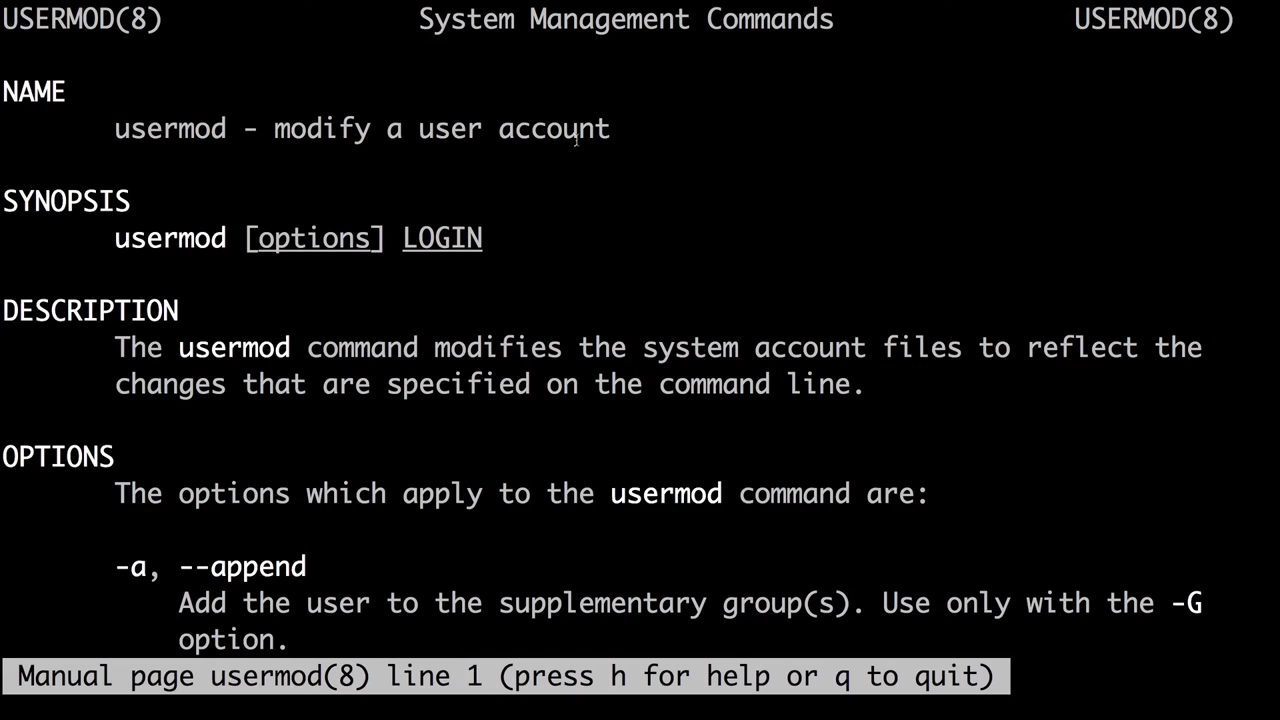 USERMOD(8) System Management Commands USERMOD(8)
NAME
usermod - modify a user account
SYNOPSIS
usermod [options] LOGIN
DESCRIPTION
The usermod command modifies the system account files to reflect the
changes that are specified on the command line.
OPTIONS
The options which apply to the usermod command are:
-a, --append
Add the user to the supplementary group(s). Use only with the -G
option.
Manual page usermod(8) line 1 (press h for help or q to quit)